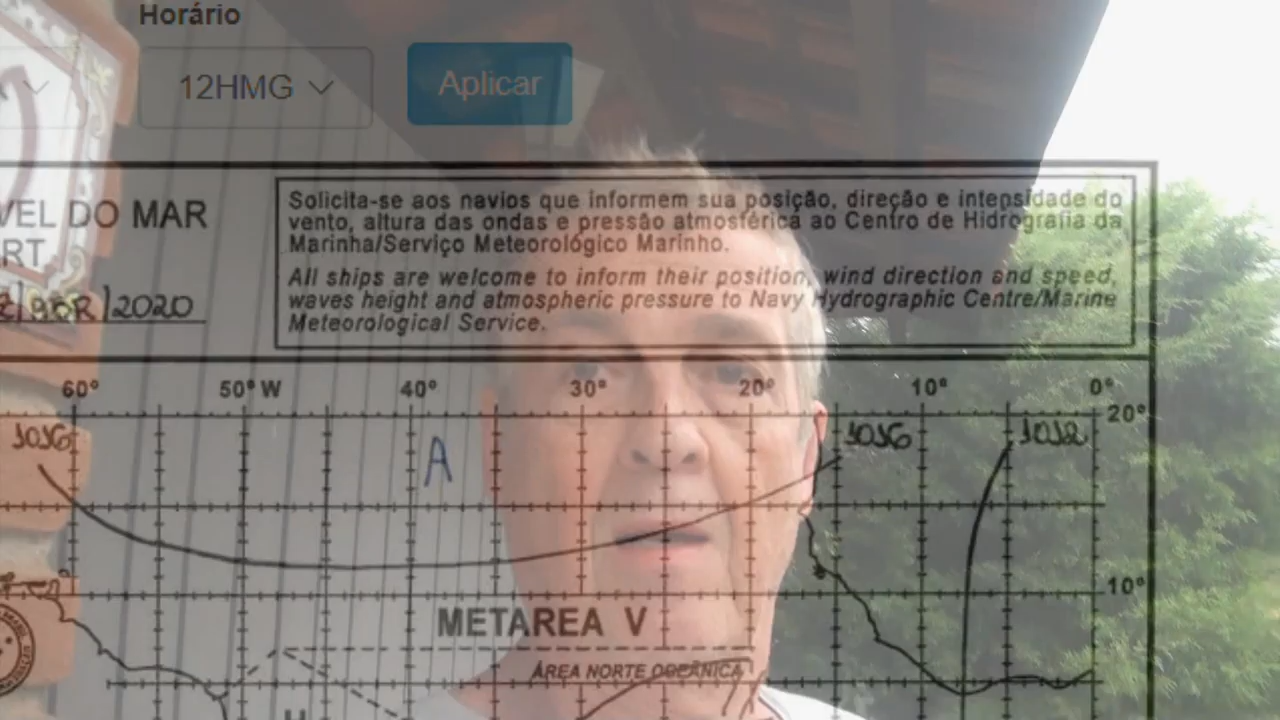 Horário
12HMG
Aplicar
VEL DO MAR
RT
/2020
Solicita-se aos navios que informem sua posição, direção e intensidade do
vento, altura das ondas e pressão atmosférica ao Centro de Hidrografia da
Marinha/Serviço Meteorológico Marinho.
All ships are welcome to inform their position, wind direction and speed,
waves height and atmospheric pressure to Navy Hydrographic Centre/Marine
Meteorological Service.
60° 50° W 40° 30° 20° 10° 0°
20°
1016 1016 1012
A
10°
METAREA V
ÁREA NORTE OCEÂNICA